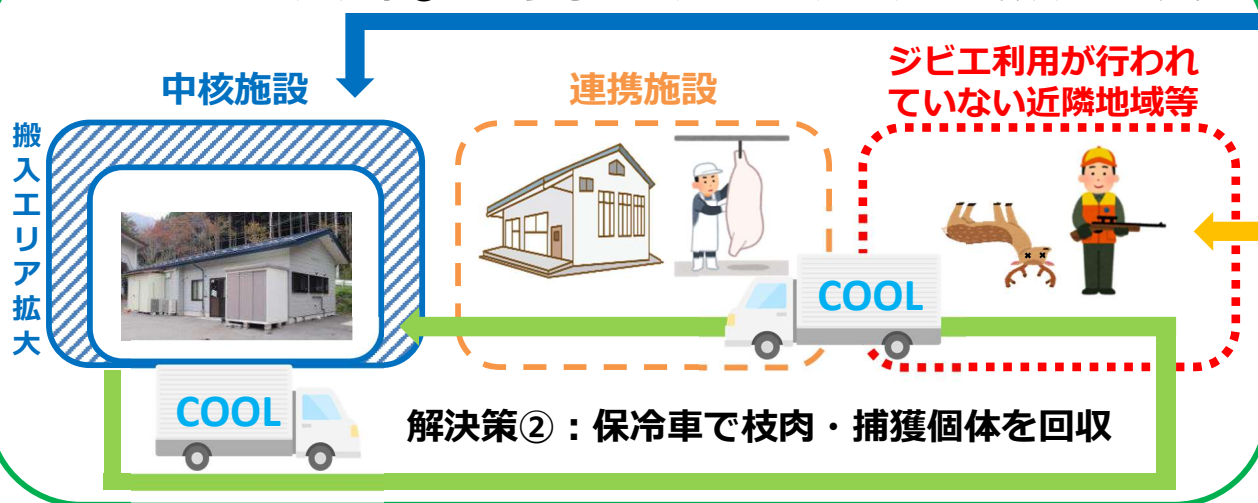 中核施設
連携施設
ジビエ利用が行われ
ていない近隣地域等
搬入エリア拡大
COOL
COOL
解決策②：保冷車で枝肉・捕獲個体を回収